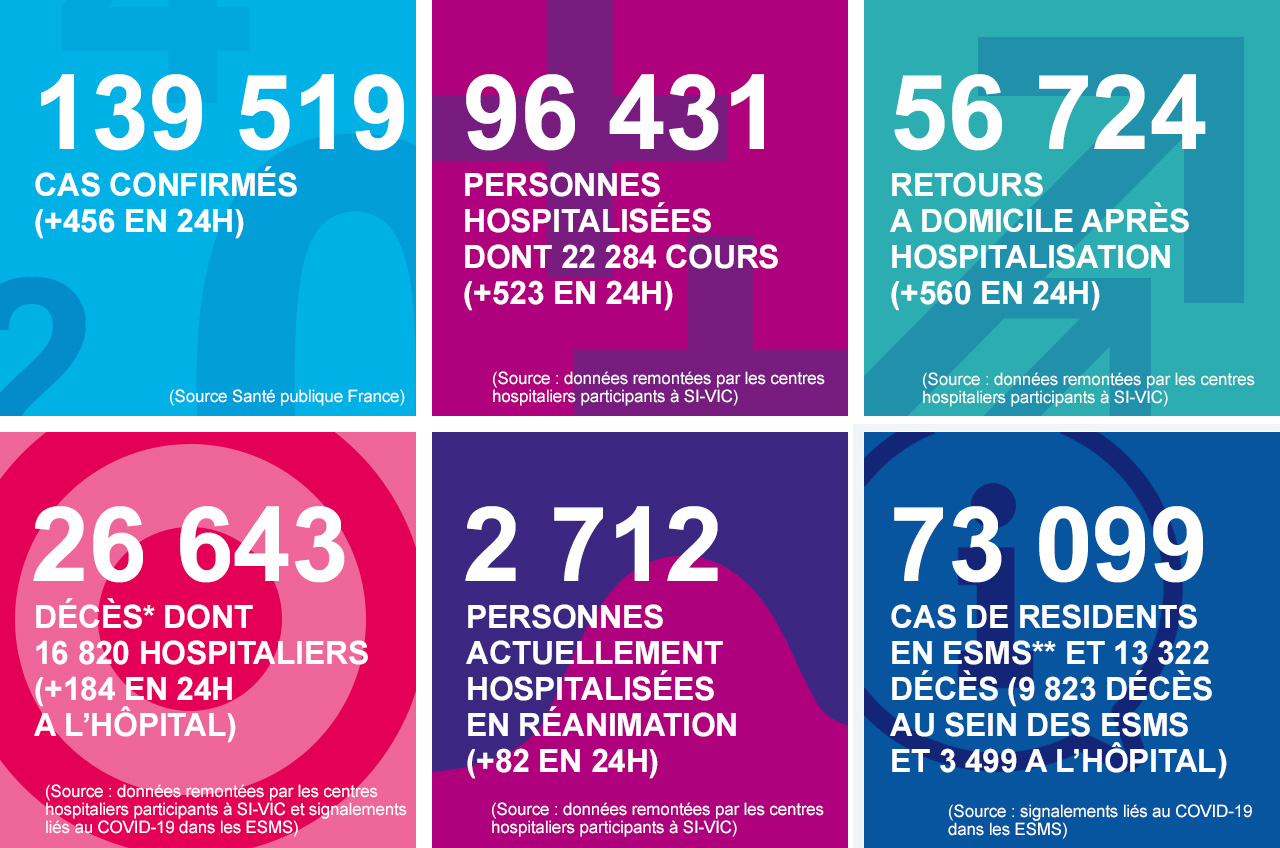 139 519
CAS CONFIRMÉS
(+456 EN 24H)
(Source Santé publique France)
96 431
PERSONNES
HOSPITALISÉES
DONT 22 284 COURS
(+523 EN 24H)
(Source : données remontées par les centres
hospitaliers participants à SI-VIC)
56 724
RETOURS
A DOMICILE APRÈS
HOSPITALISATION
(+560 EN 24H)
(Source : données remontées par les centres
hospitaliers participants à SI-VIC)
26 643
DÉCÈS* DONT
16 820 HOSPITALIERS
(+184 EN 24H
A L’HÔPITAL)
(Source : données remontées par les centres
hospitaliers participants à SI-VIC et signalements
liés au COVID-19 dans les ESMS)
2 712
PERSONNES
ACTUELLEMENT
HOSPITALISÉES
EN RÉANIMATION
(+82 EN 24H)
(Source : données remontées par les centres
hospitaliers participants à SI-VIC)
73 099
CAS DE RESIDENTS
EN ESMS** ET 13 322
DÉCÈS (9 823 DÉCÈS
AU SEIN DES ESMS
ET 3 499 A L’HÔPITAL)
(Source : signalements liés au COVID-19
dans les ESMS)